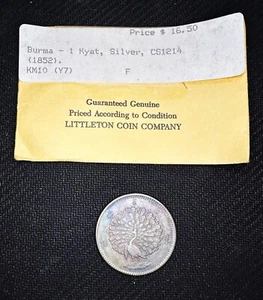 Price $ 16.50
Burma - 1 Kyat, Silver, CS1214
(1852).
KM10 (Y7) F
Guaranteed Genuine
Priced According to Condition
LITTLETON COIN COMPANY